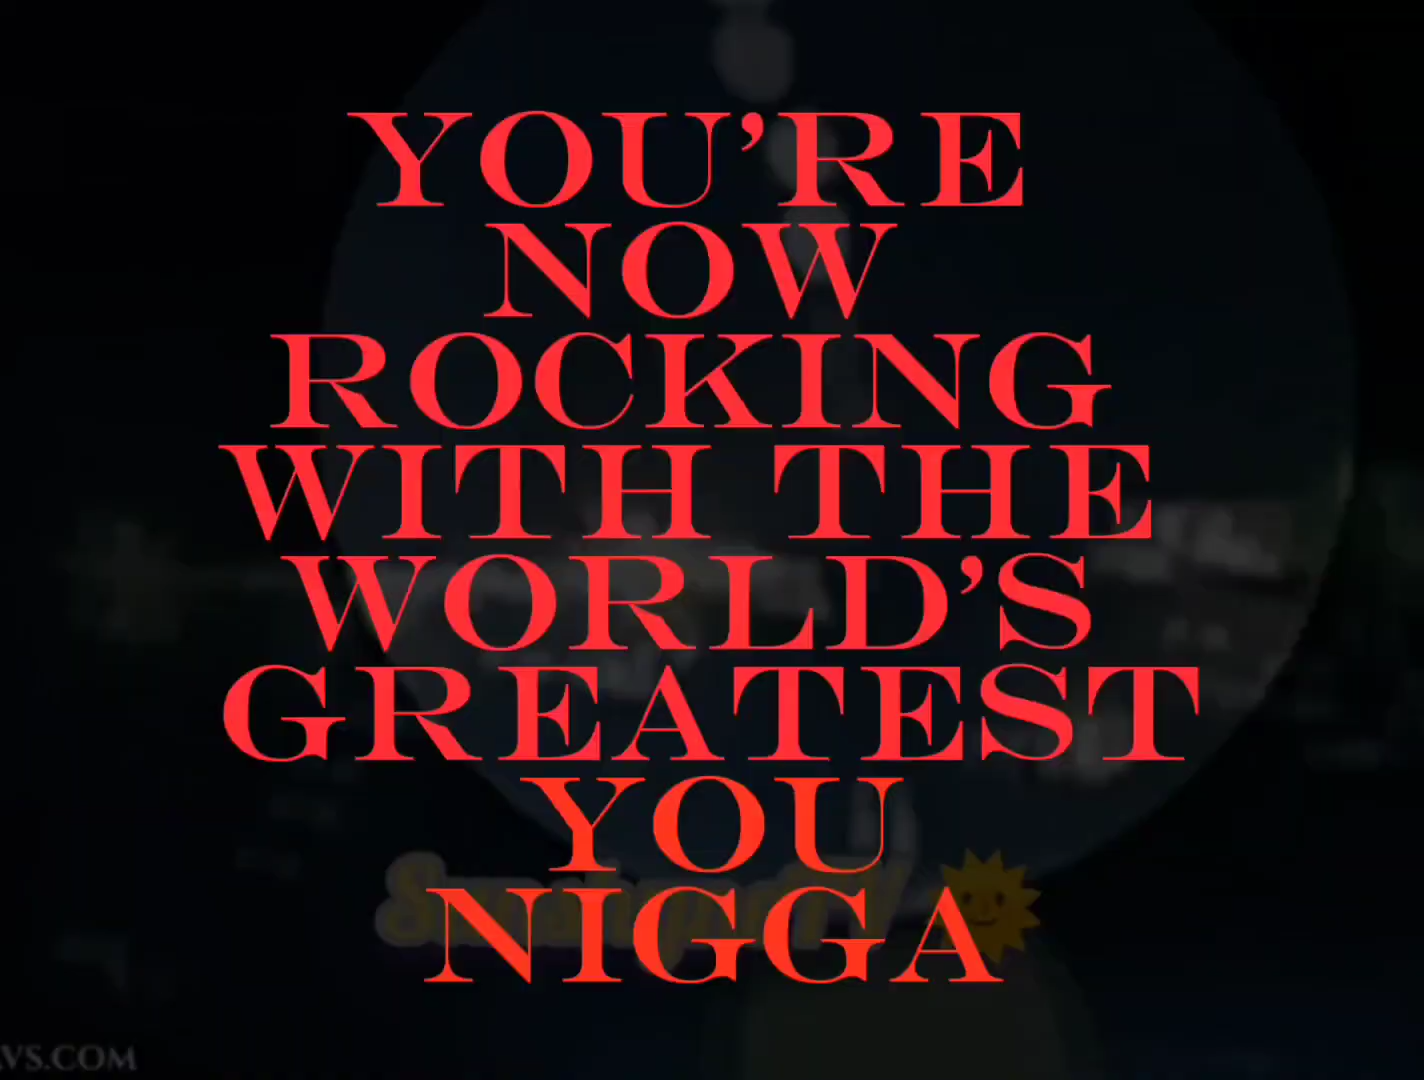 YOU'RE
NOW
ROCKING
WITH THE
WORLD'S
GREATEST
YOU
NIGGA
VS.COM